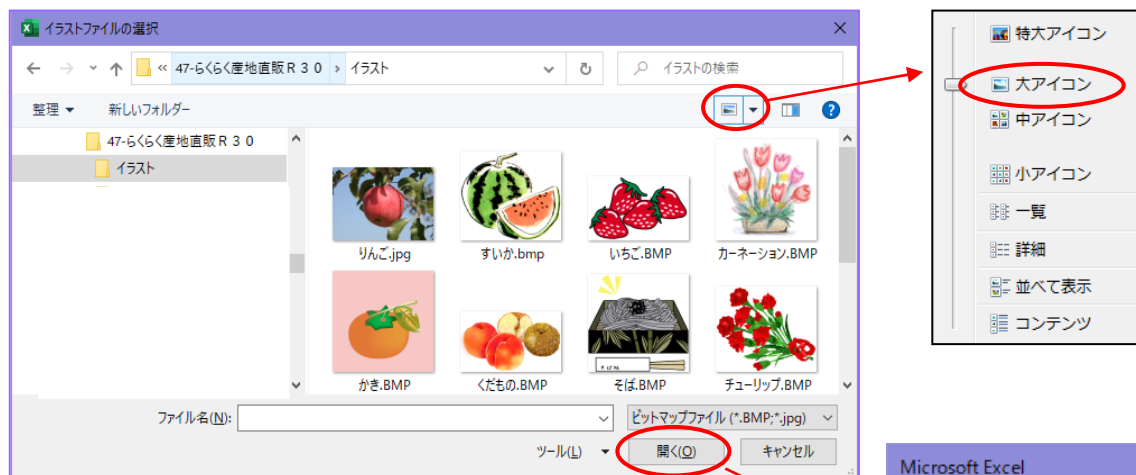 イラストファイルの選択
« 47-らくらく産地直販R30 › イラスト
イラストの検索
整理 ▼ 新しいフォルダー
47-らくらく産地直販R30
イラスト
りんご.jpg すいか.bmp いちご.BMP カーネーション.BMP
かき.BMP くだもの.BMP そば.BMP チューリップ.BMP
ファイル名(N):
ビットマップファイル (*.BMP;*.jpg)
ツール(L) ▼ 開く(O) キャンセル
特大アイコン
大アイコン
中アイコン
小アイコン
一覧
詳細
並べて表示
コンテンツ
Microsoft Excel